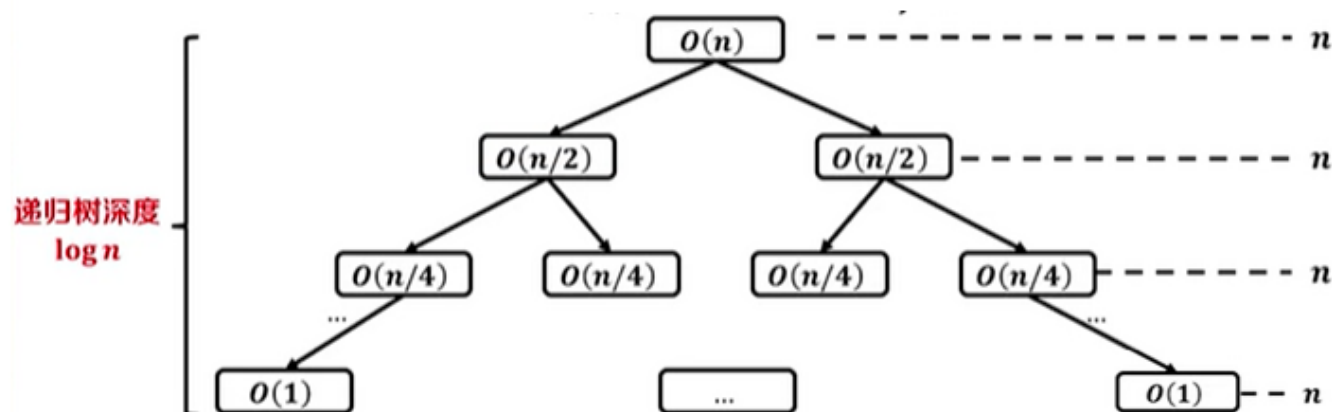 O(n) n
O(n/2) O(n/2) n
递归树深度
log n
O(n/4) O(n/4) O(n/4) O(n/4) n
... ...
O(1) ... O(1) n